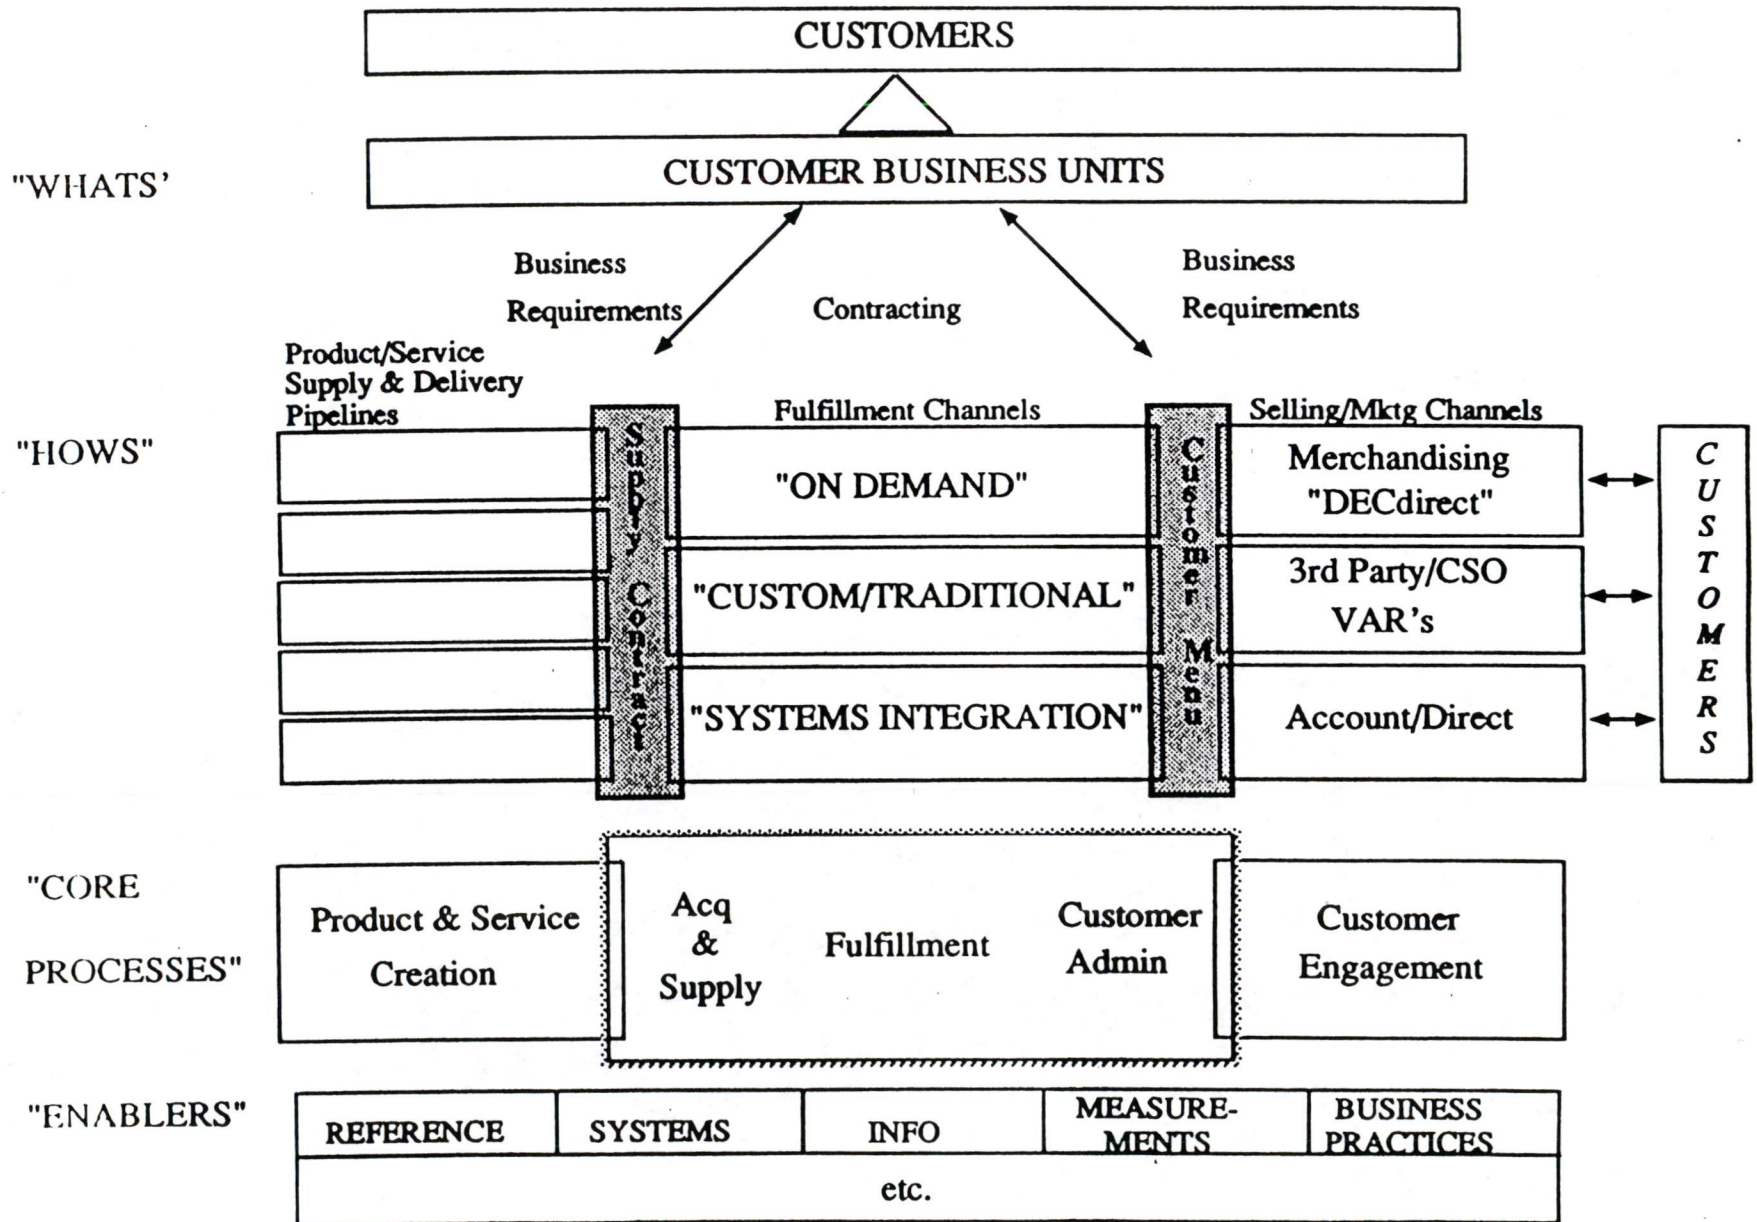 CUSTOMERS
"WHATS'
CUSTOMER BUSINESS UNITS
Business
Requirements
Contracting
Business
Requirements
Product/Service
Supply & Delivery
Pipelines
Fulfillment Channels
Selling/Mktg Channels
"HOWS"
Supply Contract
Customer Menu
"ON DEMAND"
Merchandising
"DECdirect"
"CUSTOM/TRADITIONAL"
3rd Party/CSO
VAR's
"SYSTEMS INTEGRATION"
Account/Direct
CUSTOMERS
"CORE
PROCESSES"
Product & Service
Creation
Acq
&
Supply
Fulfillment
Customer
Admin
Customer
Engagement
"ENABLERS"
REFERENCE
SYSTEMS
INFO
MEASURE-
MENTS
BUSINESS
PRACTICES
etc.